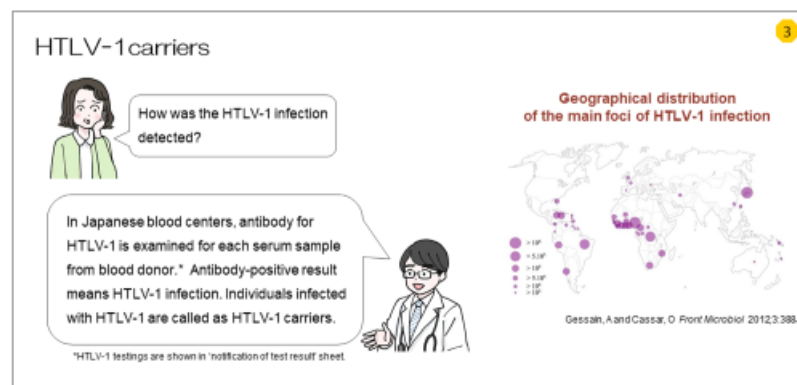 3
HTLV-1 carriers
How was the HTLV-1 infection
detected?
In Japanese blood centers, antibody for
HTLV-1 is examined for each serum sample
from blood donor.* Antibody-positive result
means HTLV-1 infection. Individuals infected
with HTLV-1 are called as HTLV-1 carriers.
*HTLV-1 testings are shown in 'notification of test result' sheet.
Geographical distribution
of the main foci of HTLV-1 infection
Gessain, A and Cassar, O Front Microbiol 2012;3:388.